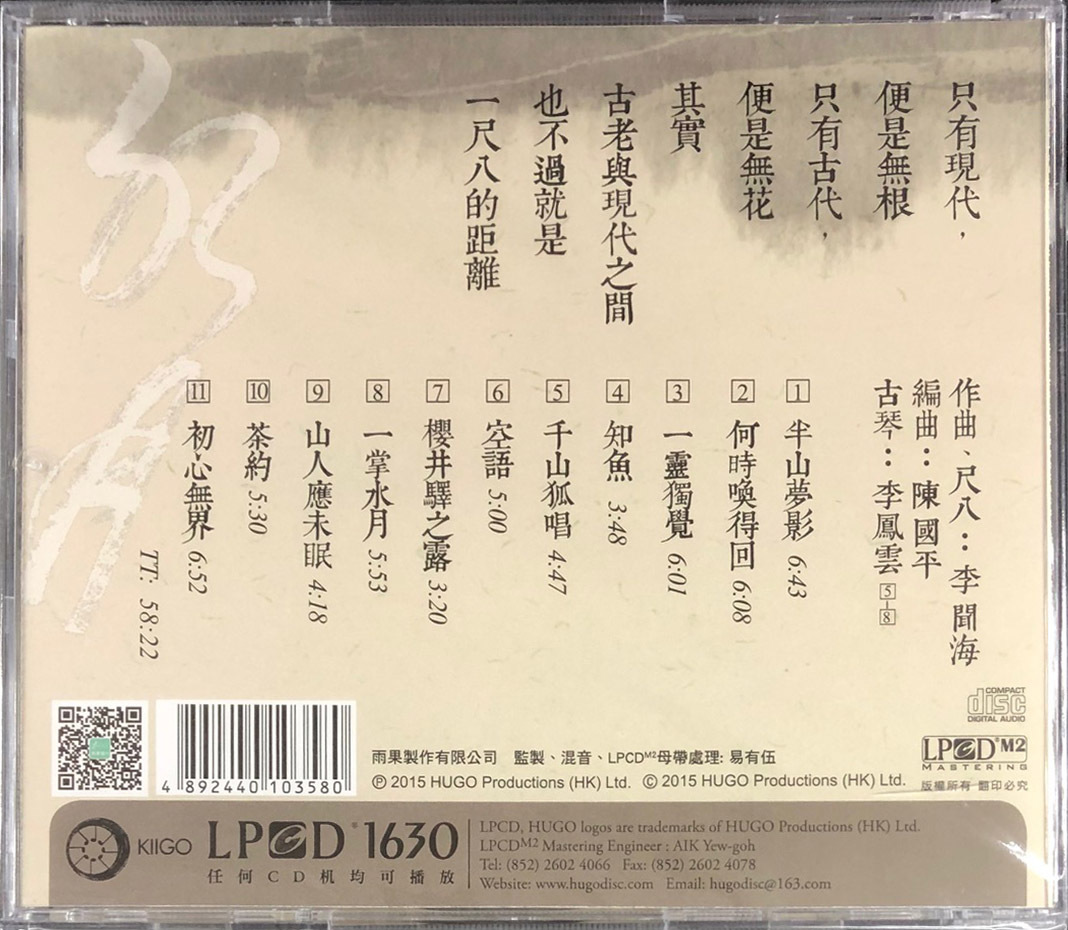 只有現代，
便是無根
只有古代，
便是無花
其實
古老與現代之間
也不過就是
一尺八的距離
作曲、尺八：李聞海
編曲：陳國平
古琴：李鳳雲 5-8
1 半山夢影 6:43
2 何時喚得回 6:08
3 一靈獨覺 6:01
4 知魚 3:48
5 千山狐唱 4:47
6 空語 5:00
7 櫻井驛之露 3:20
8 一掌水月 5:53
9 山人應未眠 4:18
10 茶約 5:30
11 初心無界 6:52
TT: 58:22
COMPACT
disc
DIGITAL AUDIO
4 892440 103580
雨果製作有限公司 監製、混音、LPCDM2母帶處理: 易有伍
℗ 2015 HUGO Productions (HK) Ltd. © 2015 HUGO Productions (HK) Ltd.
LPCD® M2
MASTERING
版權所有 翻印必究
KIIGO
LPCD® 1630
任何CD机均可播放
LPCD, HUGO logos are trademarks of HUGO Productions (HK) Ltd.
LPCDM2 Mastering Engineer : AIK Yew-goh
Tel: (852) 2602 4066 Fax: (852) 2602 4078
Website: www.hugodisc.com Email: hugodisc@163.com